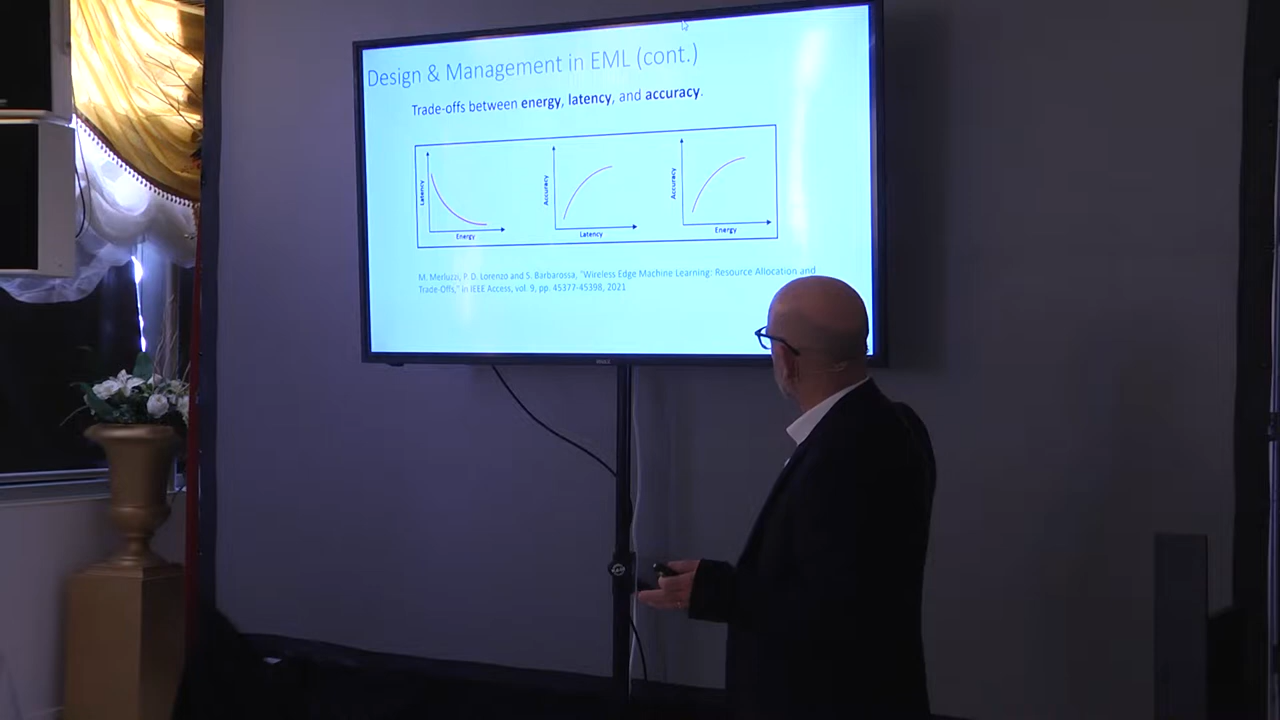 Design & Management in EML (cont.)
Trade-offs between energy, latency, and accuracy.
Latency
Energy
Accuracy
Latency
Accuracy
Energy
M. Merluzzi, P. D. Lorenzo and S. Barbarossa, "Wireless Edge Machine Learning: Resource Allocation and
Trade-Offs," in IEEE Access, vol. 9, pp. 45377-45398, 2021